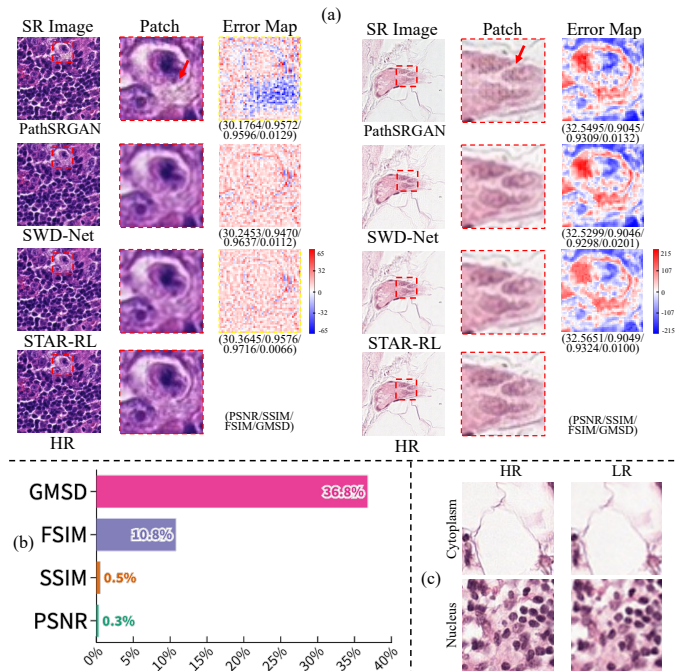 (a)
SR Image Patch Error Map
PathSRGAN
(30.1764/0.9572/
0.9596/0.0129)
SWD-Net
(30.2453/0.9470/
0.9637/0.0112)
65
32
0
-32
-65
STAR-RL
(30.3645/0.9576/
0.9716/0.0066)
HR
(PSNR/SSIM/
FSIM/GMSD)
SR Image Patch Error Map
PathSRGAN
(32.5495/0.9045/
0.9309/0.0132)
SWD-Net
(32.5299/0.9046/
0.9298/0.0201)
215
107
0
-107
-215
STAR-RL
(32.5651/0.9049/
0.9324/0.0100)
HR
(PSNR/SSIM/
FSIM/GMSD)
(b)
GMSD 36.8%
FSIM 10.8%
SSIM 0.5%
PSNR 0.3%
0% 5% 10% 15% 20% 25% 30% 35% 40%
(c)
HR LR
Cytoplasm
Nucleus